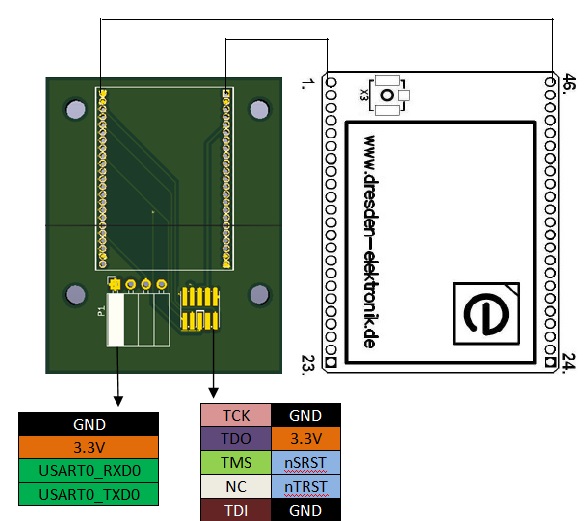 1.
46.
X3
www.dresden-elektronik.de
e
P1
23.
24.
GND
3.3V
USART0_RXD0
USART0_TXD0
TCK GND
TDO 3.3V
TMS nSRST
NC nTRST
TDI GND